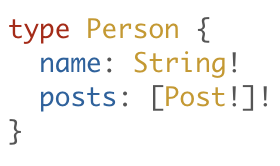 type Person {
  name: String!
  posts: [Post!]!
}